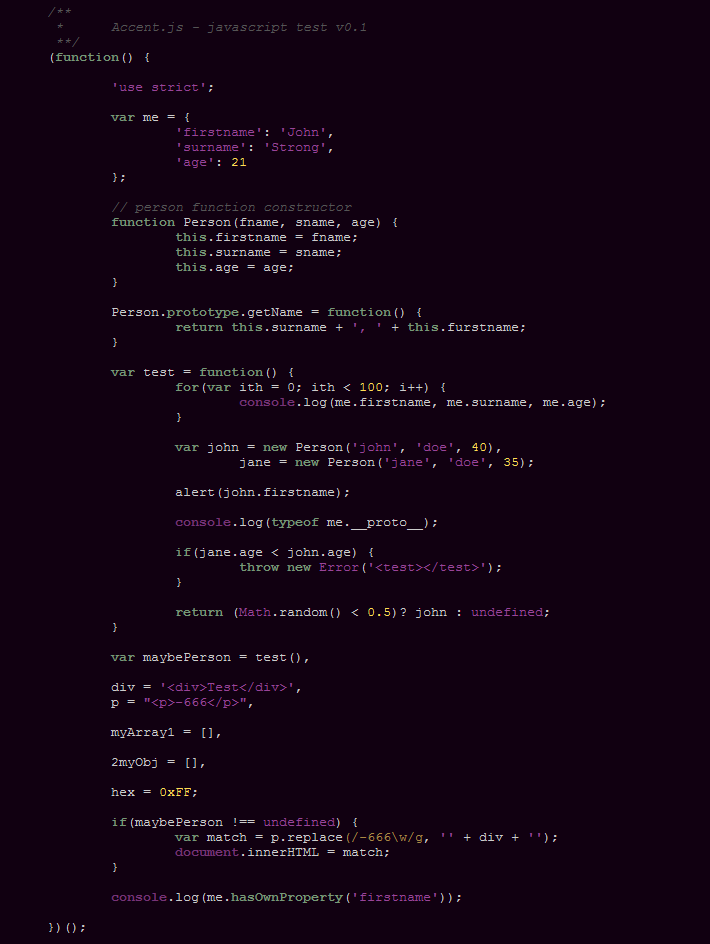 /**
 *      Accent.js - javascript test v0.1
 **/
(function() {
        'use strict';
        var me = {
                'firstname': 'John',
                'surname': 'Strong',
                'age': 21
        };
        // person function constructor
        function Person(fname, sname, age) {
                this.firstname = fname;
                this.surname = sname;
                this.age = age;
        }
        Person.prototype.getName = function() {
                return this.surname + ', ' + this.furstname;
        }
        var test = function() {
                for(var ith = 0; ith < 100; i++) {
                        console.log(me.firstname, me.surname, me.age);
                }
                var john = new Person('john', 'doe', 40),
                        jane = new Person('jane', 'doe', 35);
                alert(john.firstname);
                console.log(typeof me.__proto__);
                if(jane.age < john.age) {
                        throw new Error('<test></test>');
                }
                return (Math.random() < 0.5)? john : undefined;
        }
        var maybePerson = test(),
        div = '<div>Test</div>',
        p = "<p>-666</p>",
        myArray1 = [],
        2myObj = [],
        hex = 0xFF;
        if(maybePerson !== undefined) {
                var match = p.replace(/-666\w/g, '' + div + '');
                document.innerHTML = match;
        }
        console.log(me.hasOwnProperty('firstname'));
})();